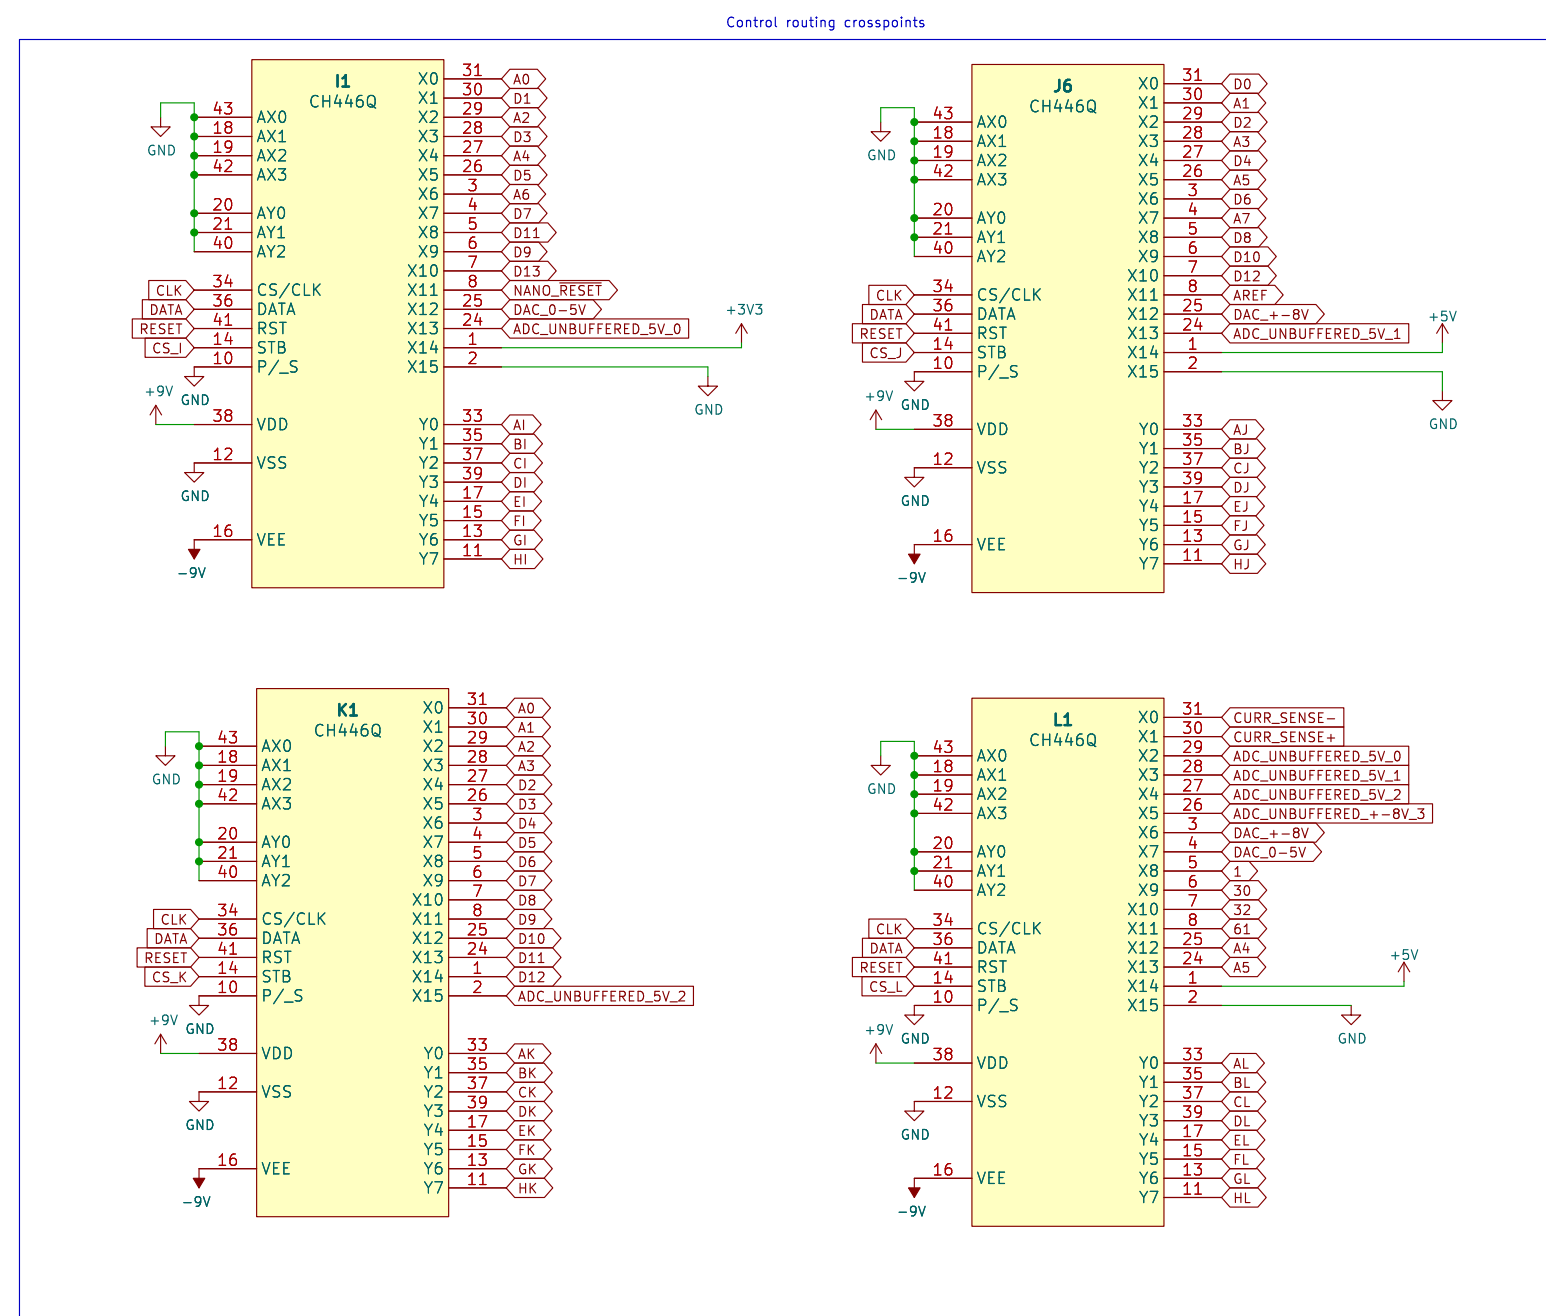 Control routing crosspoints
I1
CH446Q
GND
43 AX0
18 AX1
19 AX2
42 AX3
20 AY0
21 AY1
40 AY2
CLK 34 CS/CLK
DATA 36 DATA
RESET 41 RST
CS_I 14 STB
10 P/_S
GND
+9V
38 VDD
12 VSS
GND
16 VEE
-9V
X0 31 A0
X1 30 D1
X2 29 A2
X3 28 D3
X4 27 A4
X5 26 D5
X6 3 A6
X7 4 D7
X8 5 D11
X9 6 D9
X10 7 D13
X11 8 NANO_RESET
X12 25 DAC_0-5V
X13 24 ADC_UNBUFFERED_5V_0
X14 1
+3V3
X15 2
GND
Y0 33 AI
Y1 35 BI
Y2 37 CI
Y3 39 DI
Y4 17 EI
Y5 15 FI
Y6 13 GI
Y7 11 HI
J6
CH446Q
GND
43 AX0
18 AX1
19 AX2
42 AX3
20 AY0
21 AY1
40 AY2
CLK 34 CS/CLK
DATA 36 DATA
RESET 41 RST
CS_J 14 STB
10 P/_S
GND
+9V
38 VDD
12 VSS
GND
16 VEE
-9V
X0 31 D0
X1 30 A1
X2 29 D2
X3 28 A3
X4 27 D4
X5 26 A5
X6 3 D6
X7 4 A7
X8 5 D8
X9 6 D10
X10 7 D12
X11 8 AREF
X12 25 DAC_+-8V
X13 24 ADC_UNBUFFERED_5V_1
X14 1
+5V
X15 2
GND
Y0 33 AJ
Y1 35 BJ
Y2 37 CJ
Y3 39 DJ
Y4 17 EJ
Y5 15 FJ
Y6 13 GJ
Y7 11 HJ
K1
CH446Q
GND
43 AX0
18 AX1
19 AX2
42 AX3
20 AY0
21 AY1
40 AY2
CLK 34 CS/CLK
DATA 36 DATA
RESET 41 RST
CS_K 14 STB
10 P/_S
GND
+9V
38 VDD
12 VSS
GND
16 VEE
-9V
X0 31 A0
X1 30 A1
X2 29 A2
X3 28 A3
X4 27 D2
X5 26 D3
X6 3 D4
X7 4 D5
X8 5 D6
X9 6 D7
X10 7 D8
X11 8 D9
X12 25 D10
X13 24 D11
X14 1 D12
X15 2 ADC_UNBUFFERED_5V_2
Y0 33 AK
Y1 35 BK
Y2 37 CK
Y3 39 DK
Y4 17 EK
Y5 15 FK
Y6 13 GK
Y7 11 HK
L1
CH446Q
GND
43 AX0
18 AX1
19 AX2
42 AX3
20 AY0
21 AY1
40 AY2
CLK 34 CS/CLK
DATA 36 DATA
RESET 41 RST
CS_L 14 STB
10 P/_S
GND
+9V
38 VDD
12 VSS
GND
16 VEE
-9V
X0 31 CURR_SENSE-
X1 30 CURR_SENSE+
X2 29 ADC_UNBUFFERED_5V_0
X3 28 ADC_UNBUFFERED_5V_1
X4 27 ADC_UNBUFFERED_5V_2
X5 26 ADC_UNBUFFERED_+-8V_3
X6 3 DAC_+-8V
X7 4 DAC_0-5V
X8 5 1
X9 6 30
X10 7 32
X11 8 61
X12 25 A4
X13 24 A5
X14 1
+5V
X15 2
GND
Y0 33 AL
Y1 35 BL
Y2 37 CL
Y3 39 DL
Y4 17 EL
Y5 15 FL
Y6 13 GL
Y7 11 HL